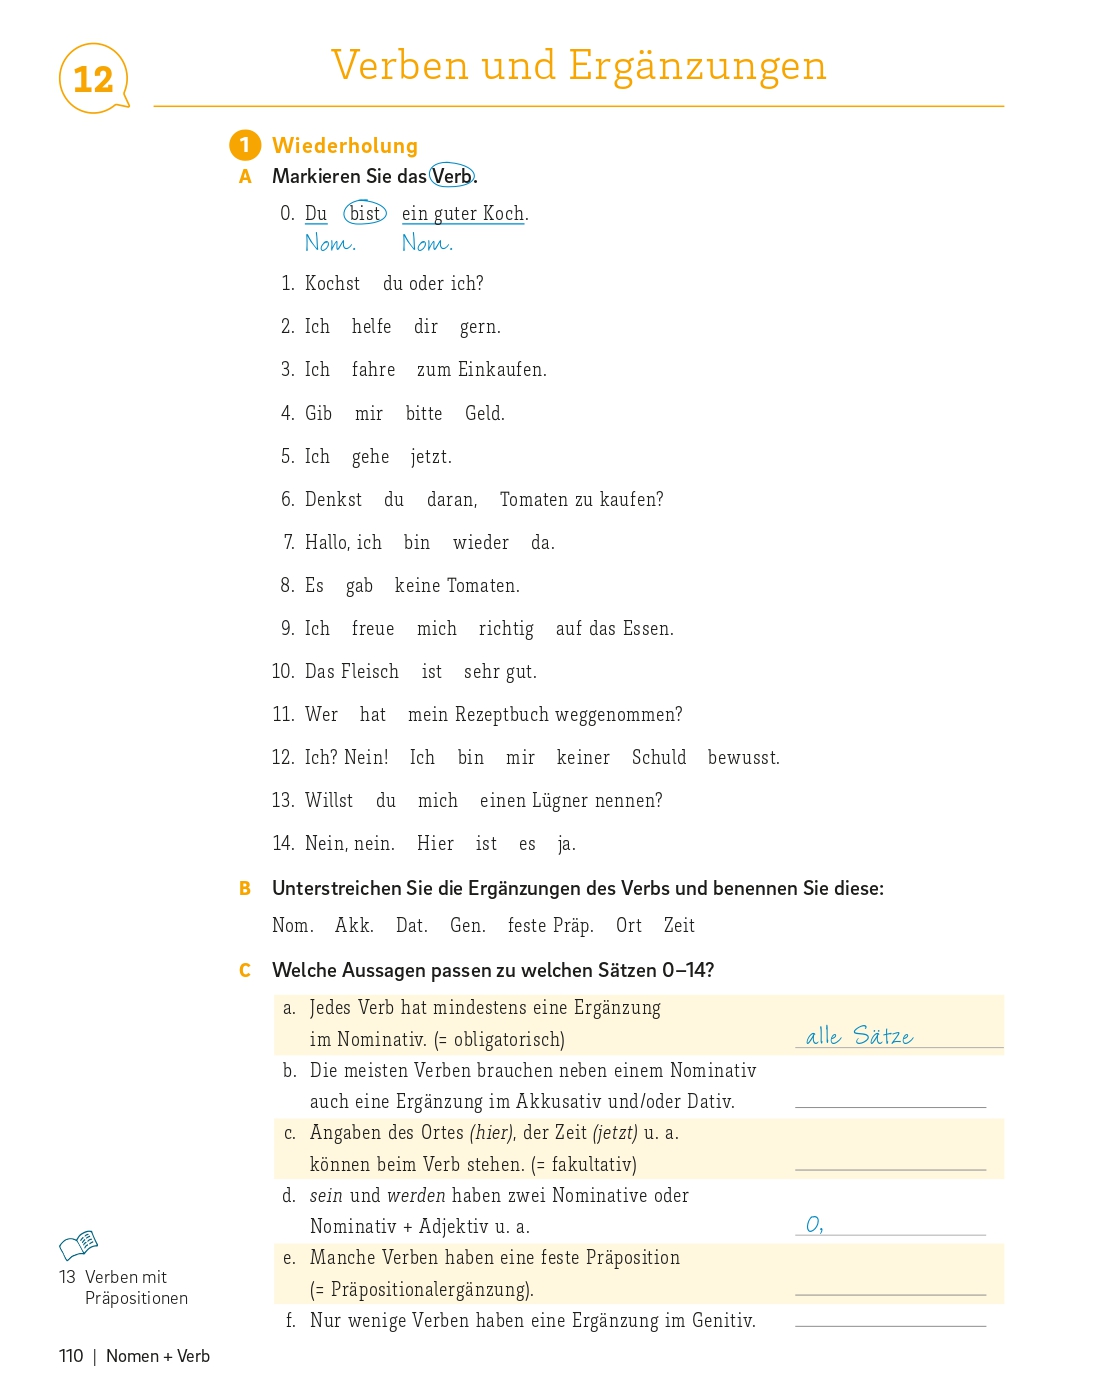 12
Verben und Ergänzungen
1 Wiederholung
A Markieren Sie das Verb.
0. Du bist ein guter Koch.
Nom. Nom.
1. Kochst du oder ich?
2. Ich helfe dir gern.
3. Ich fahre zum Einkaufen.
4. Gib mir bitte Geld.
5. Ich gehe jetzt.
6. Denkst du daran, Tomaten zu kaufen?
7. Hallo, ich bin wieder da.
8. Es gab keine Tomaten.
9. Ich freue mich richtig auf das Essen.
10. Das Fleisch ist sehr gut.
11. Wer hat mein Rezeptbuch weggenommen?
12. Ich? Nein! Ich bin mir keiner Schuld bewusst.
13. Willst du mich einen Lügner nennen?
14. Nein, nein. Hier ist es ja.
B Unterstreichen Sie die Ergänzungen des Verbs und benennen Sie diese:
Nom. Akk. Dat. Gen. feste Präp. Ort Zeit
C Welche Aussagen passen zu welchen Sätzen 0–14?
a. Jedes Verb hat mindestens eine Ergänzung
im Nominativ. (= obligatorisch) alle Sätze
b. Die meisten Verben brauchen neben einem Nominativ
auch eine Ergänzung im Akkusativ und/oder Dativ.
c. Angaben des Ortes (hier), der Zeit (jetzt) u. a.
können beim Verb stehen. (= fakultativ)
d. sein und werden haben zwei Nominative oder
Nominativ + Adjektiv u. a. 0,
e. Manche Verben haben eine feste Präposition
(= Präpositionalergänzung).
f. Nur wenige Verben haben eine Ergänzung im Genitiv.
13 Verben mit
Präpositionen
110 | Nomen + Verb